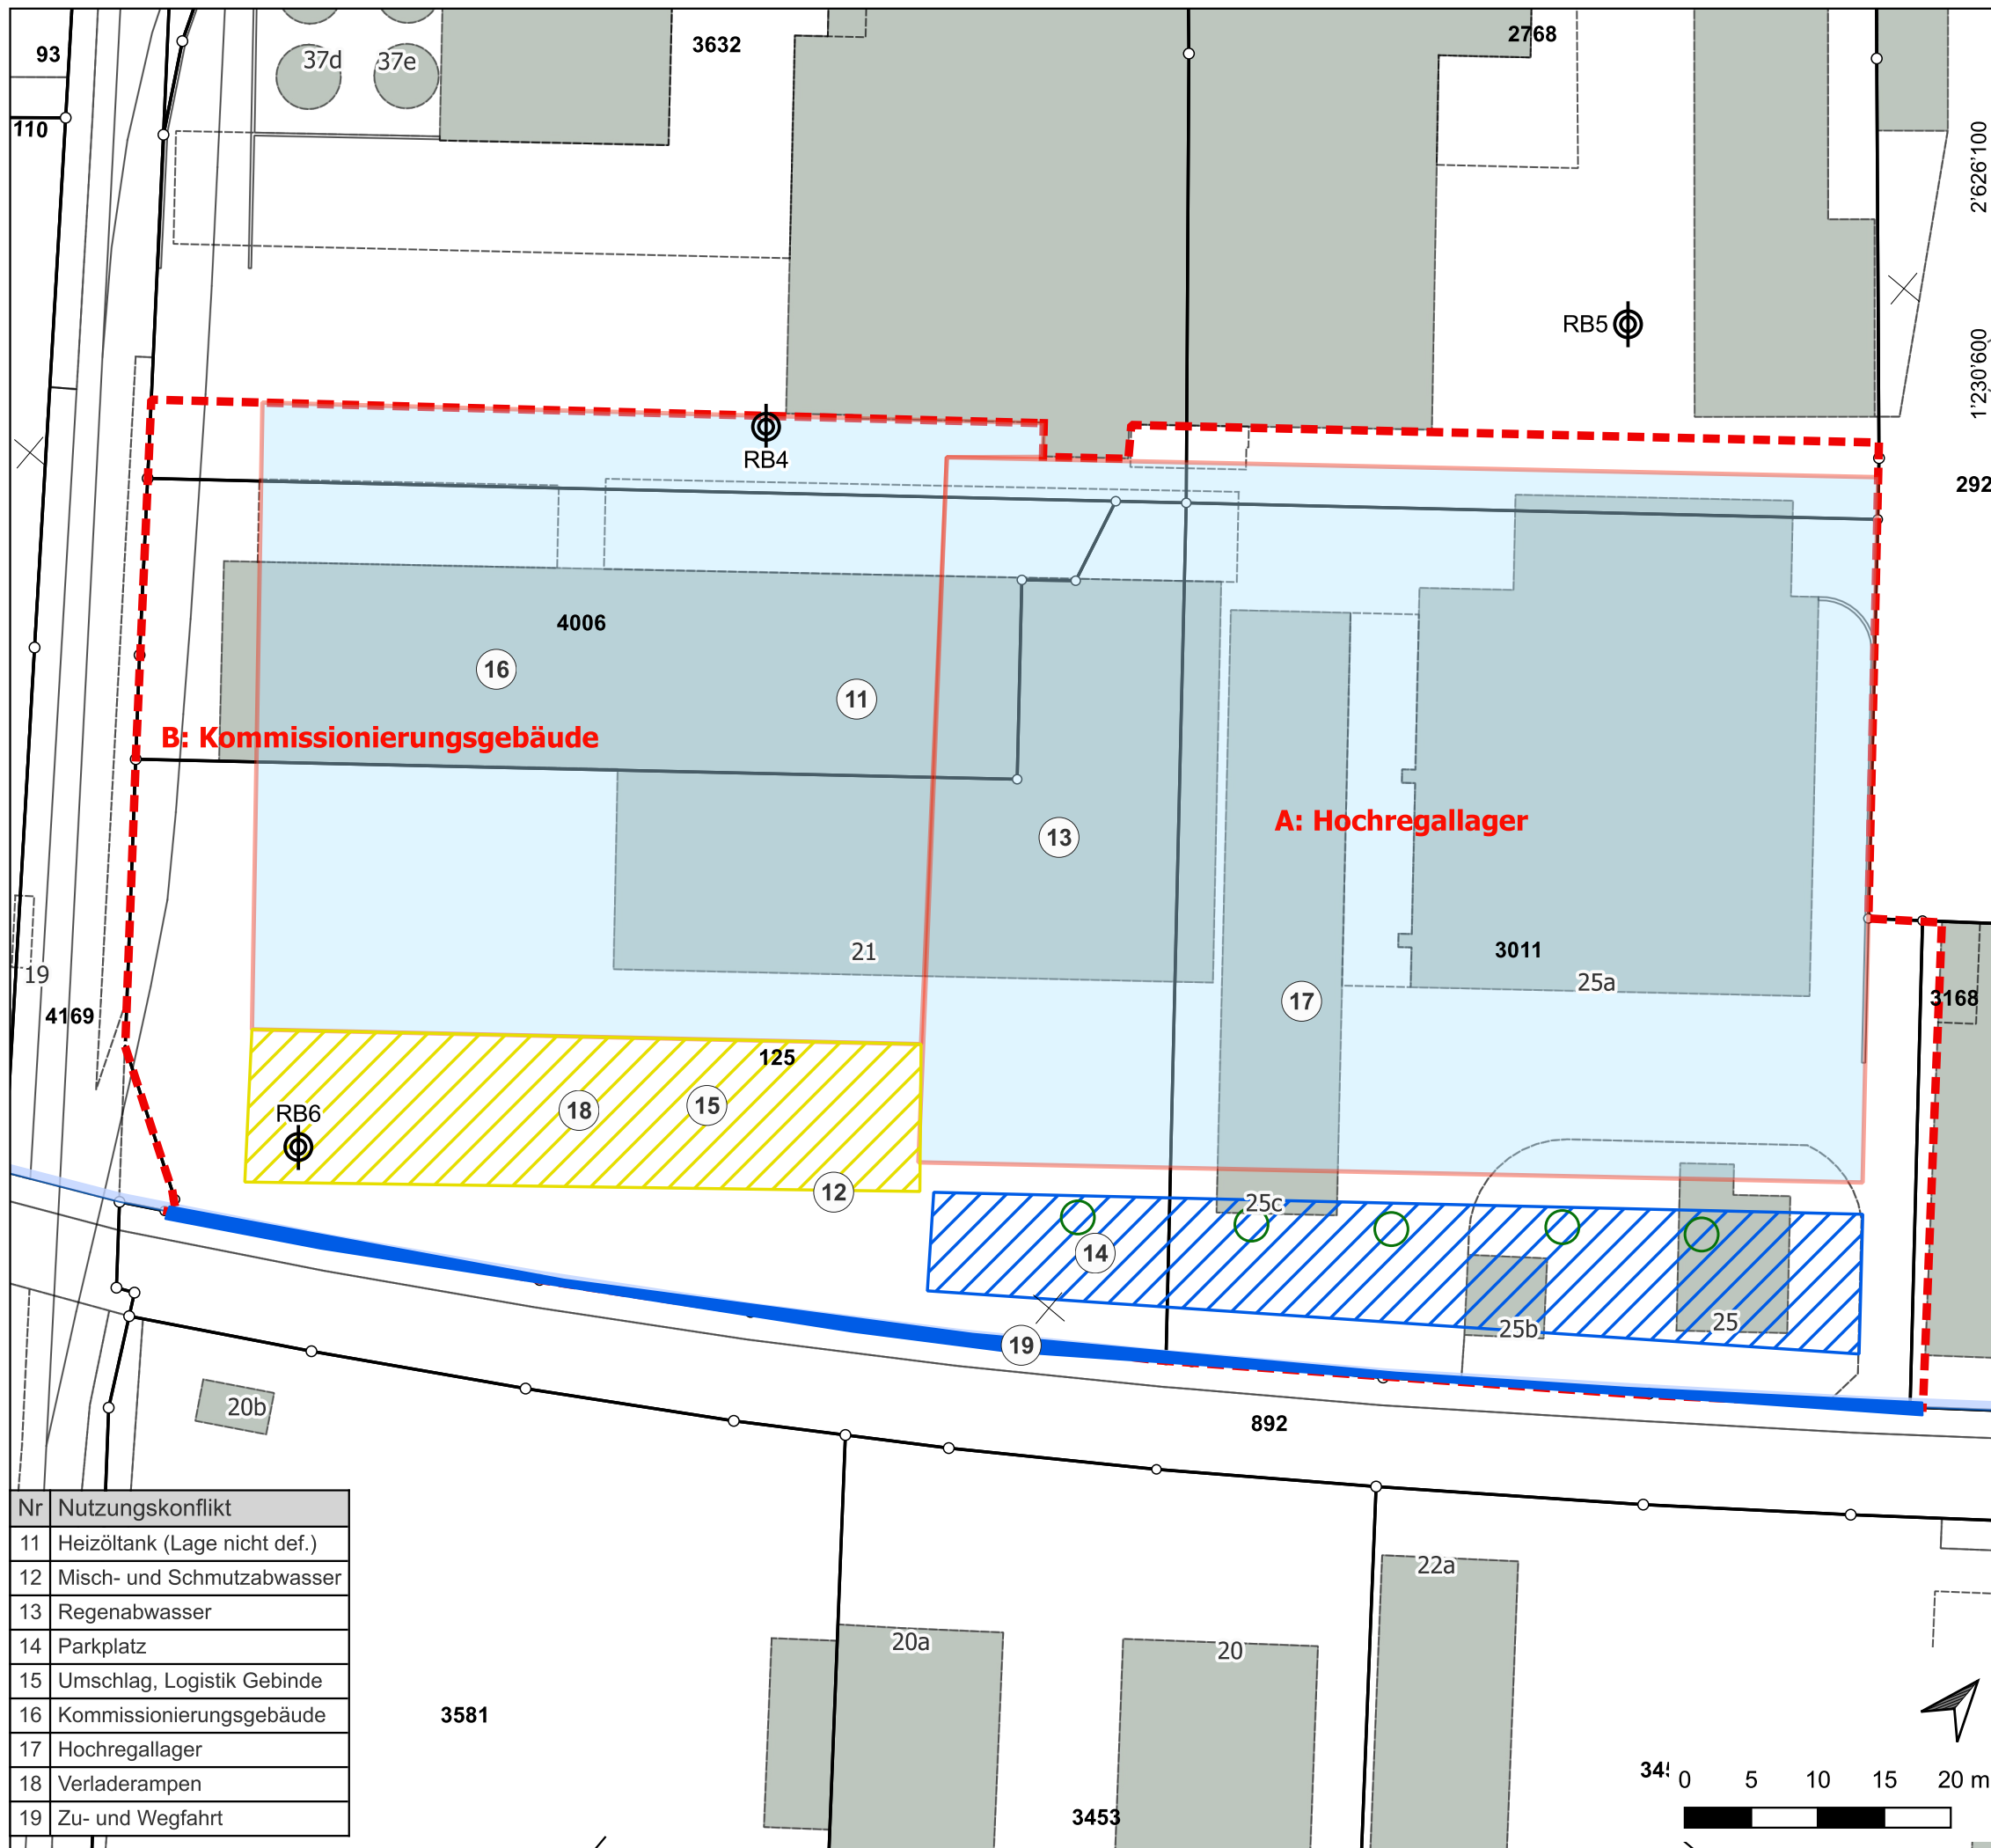 93
37d
37e
3632
2768
110
2'626'100
RB5
1'230'600
RB4
292
4006
16
11
B: Kommissionierungsgebäude
A: Hochregallager
13
21
3011
19
25a
17
3168
4169
125
18
15
RB6
12
25c
14
25b
25
19
20b
892
Nr Nutzungskonflikt
11 Heizöltank (Lage nicht def.)
12 Misch- und Schmutzabwasser
13 Regenabwasser
14 Parkplatz
15 Umschlag, Logistik Gebinde
16 Kommissionierungsgebäude
17 Hochregallager
18 Verladerampen
19 Zu- und Wegfahrt
22a
20a
20
3581
3453
0 5 10 15 20 m